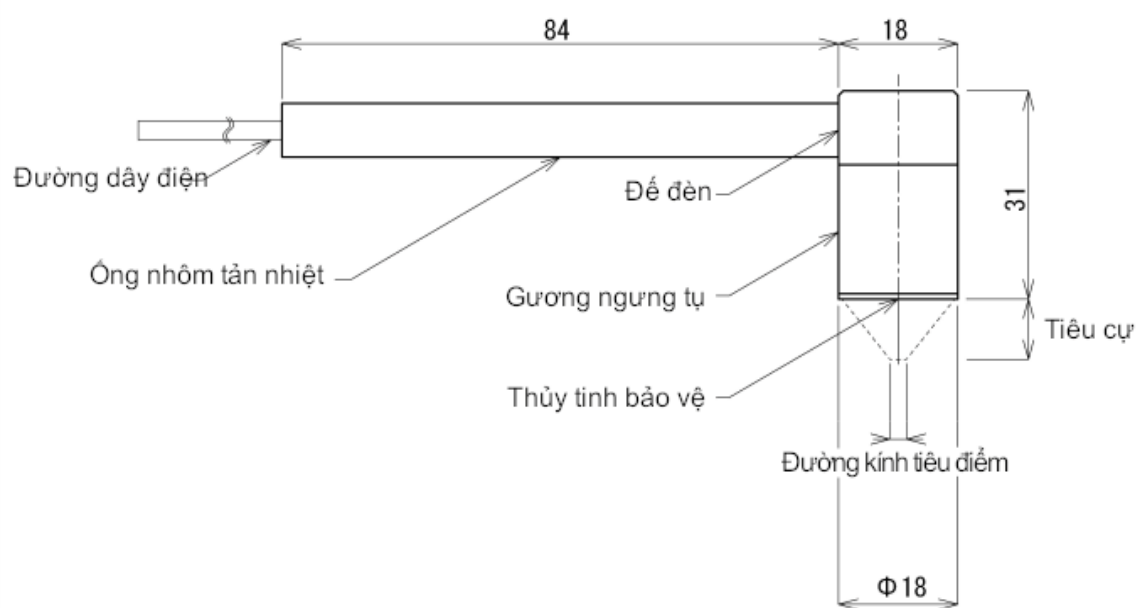 84
18
Đường dây điện
Đế đèn
31
Ống nhôm tản nhiệt
Gương ngưng tụ
Tiêu cự
Thủy tinh bảo vệ
Đường kính tiêu điểm
Φ18